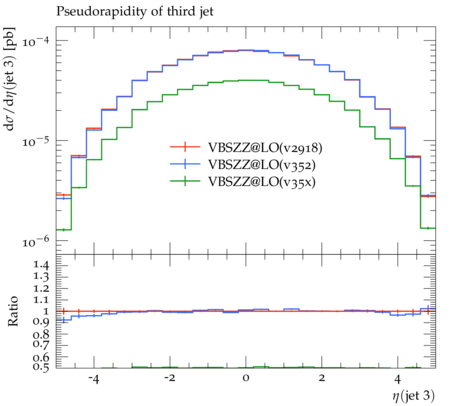 Pseudorapidity of third jet
dσ/dη(jet 3) [pb]
10⁻⁴
10⁻⁵
10⁻⁶
VBSZZ@LO(v2918)
VBSZZ@LO(v352)
VBSZZ@LO(v35x)
Ratio
1.4
1.3
1.2
1.1
1
0.9
0.8
0.7
0.6
0.5
-4 -2 0 2 4
η(jet 3)